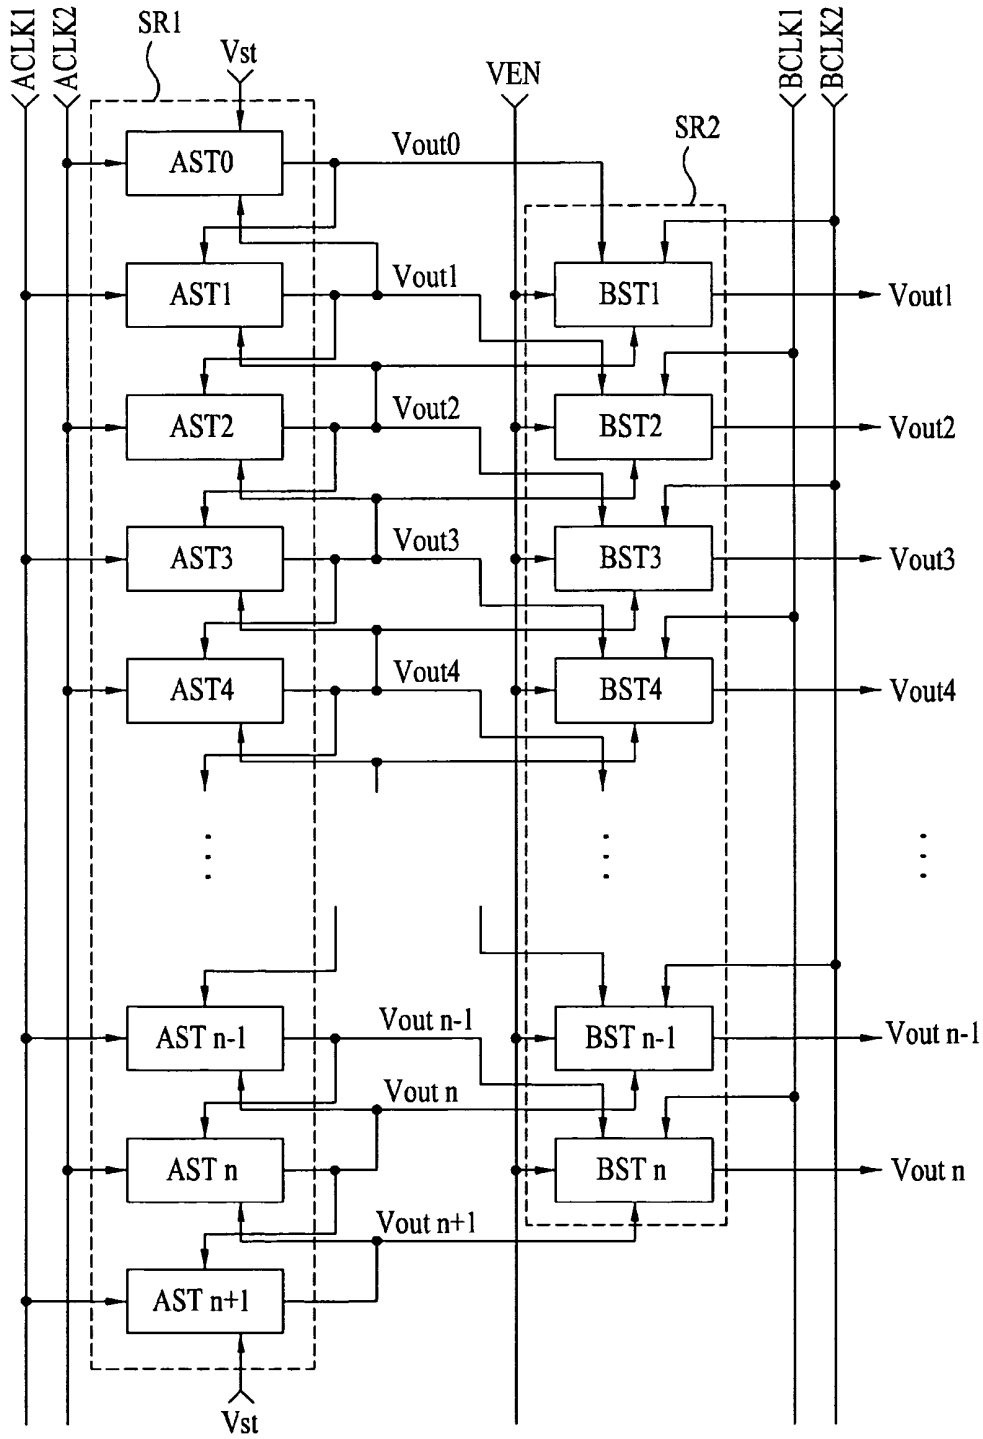 ACLK1
ACLK2
SR1
Vst
VEN
BCLK1
BCLK2
SR2
AST0
Vout0
AST1
Vout1
BST1
Vout1
AST2
Vout2
BST2
Vout2
AST3
Vout3
BST3
Vout3
AST4
Vout4
BST4
Vout4
AST n-1
Vout n-1
BST n-1
Vout n-1
Vout n
AST n
BST n
Vout n
Vout n+1
AST n+1
Vst